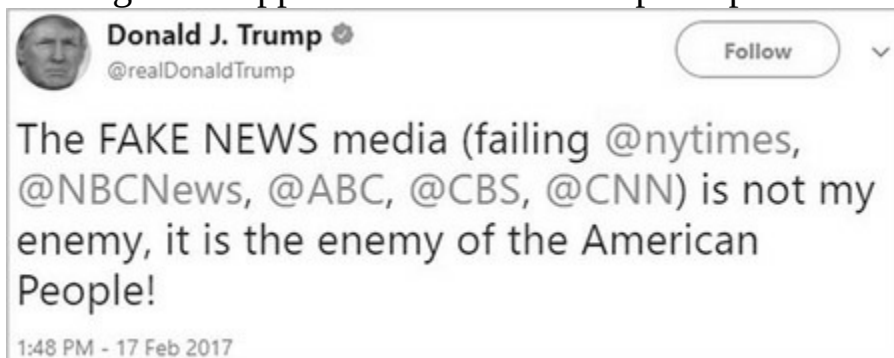 Donald J. Trump
@realDonaldTrump
Follow
The FAKE NEWS media (failing @nytimes,
@NBCNews, @ABC, @CBS, @CNN) is not my
enemy, it is the enemy of the American
People!
1:48 PM - 17 Feb 2017